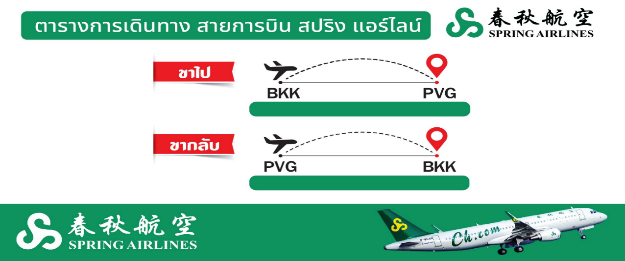 ตารางการเดินทาง สายการบิน สปริง แอร์ไลน์
春秋航空
SPRING AIRLINES
ขาไป
BKK
PVG
ขากลับ
PVG
BKK
春秋航空
SPRING AIRLINES
Ch.com